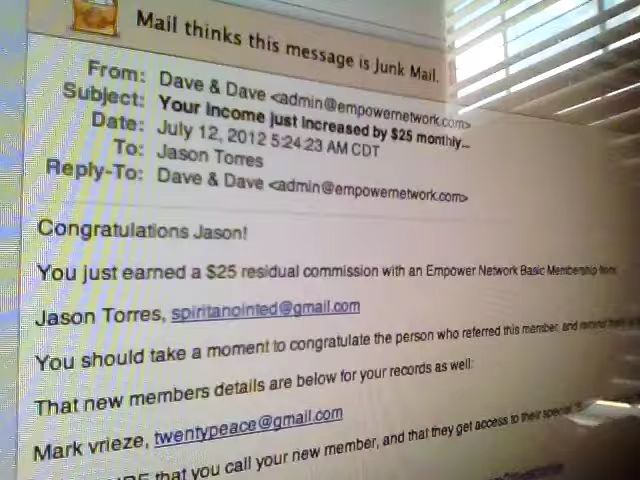 Mail thinks this message is Junk Mail.
From: Dave & Dave <admin@empowernetwork.com>
Subject: Your Income just Increased by $25 monthly...
Date: July 12, 2012 5:24:23 AM CDT
To: Jason Torres
Reply-To: Dave & Dave <admin@empowernetwork.com>
Congratulations Jason!
You just earned a $25 residual commission with an Empower Network Basic Membership from:
Jason Torres, spiritanointed@gmail.com
You should take a moment to congratulate the person who referred this member, and remind them
That new members details are below for your records as well:
Mark vrieze, twentypeace@gmail.com
that you call your new member, and that they get access to their special